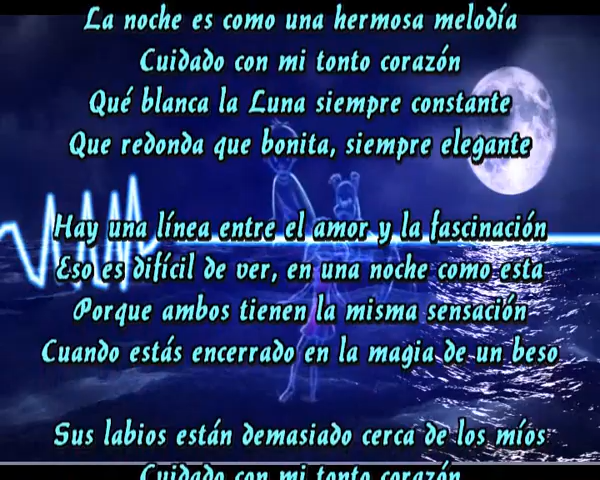 La noche es como una hermosa melodía
Cuidado con mi tonto corazón
Qué blanca la Luna siempre constante
Que redonda que bonita, siempre elegante
Hay una línea entre el amor y la fascinación
Eso es difícil de ver, en una noche como esta
Porque ambos tienen la misma sensación
Cuando estás encerrado en la magia de un beso
Sus labios están demasiado cerca de los míos
Cuidado con mi tonto corazón